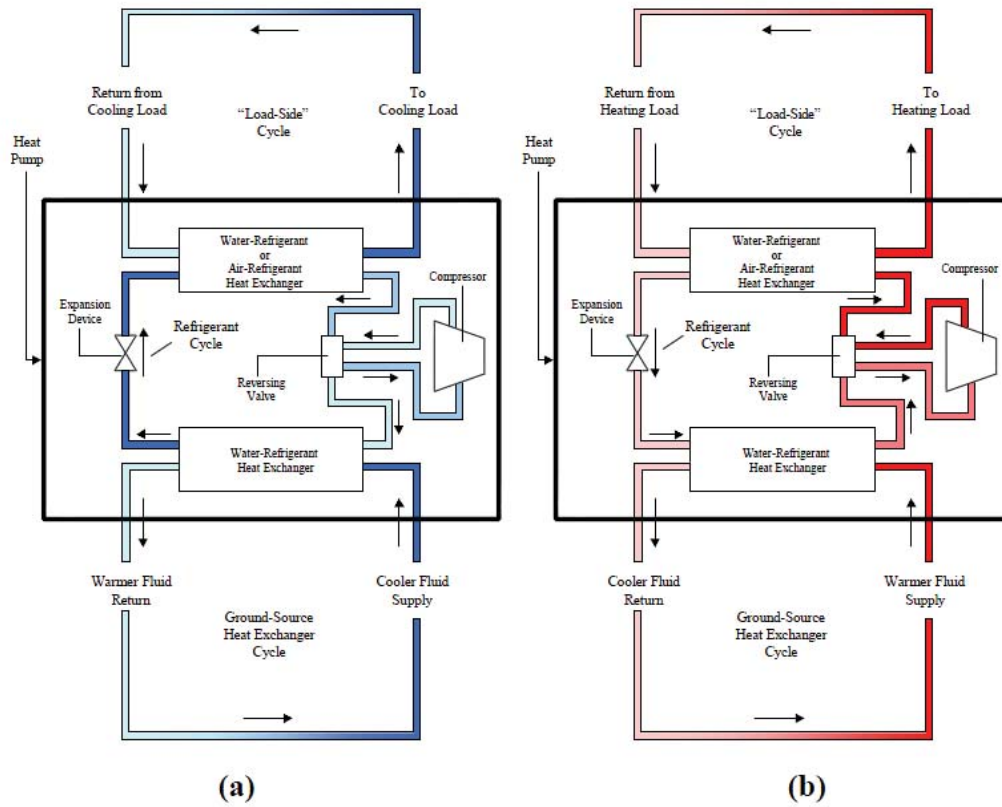 Return from
Cooling Load
“Load-Side”
Cycle
To
Cooling Load
Heat
Pump
Water-Refrigerant
or
Air-Refrigerant
Heat Exchanger
Compressor
Expansion
Device
Refrigerant
Cycle
Reversing
Valve
Water-Refrigerant
Heat Exchanger
Warmer Fluid
Return
Cooler Fluid
Supply
Ground-Source
Heat Exchanger
Cycle
(a)
Return from
Heating Load
“Load-Side”
Cycle
To
Heating Load
Heat
Pump
Water-Refrigerant
or
Air-Refrigerant
Heat Exchanger
Compressor
Expansion
Device
Refrigerant
Cycle
Reversing
Valve
Water-Refrigerant
Heat Exchanger
Cooler Fluid
Return
Warmer Fluid
Supply
Ground-Source
Heat Exchanger
Cycle
(b)